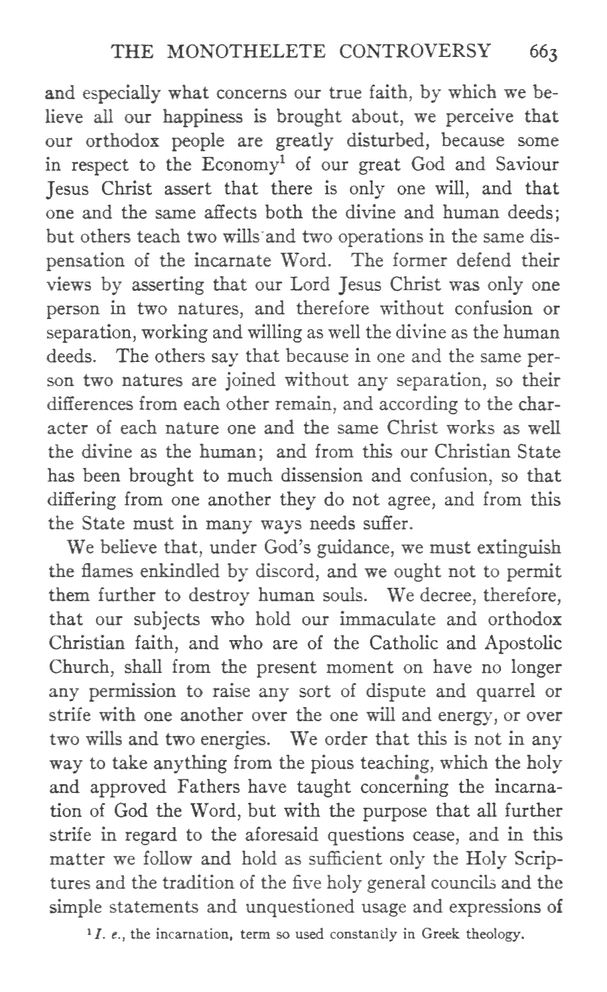 THE MONOTHELETE CONTROVERSY 663
and especially what concerns our true faith, by which we be-
lieve all our happiness is brought about, we perceive that
our orthodox people are greatly disturbed, because some
in respect to the Economy¹ of our great God and Saviour
Jesus Christ assert that there is only one will, and that
one and the same affects both the divine and human deeds;
but others teach two wills and two operations in the same dis-
pensation of the incarnate Word. The former defend their
views by asserting that our Lord Jesus Christ was only one
person in two natures, and therefore without confusion or
separation, working and willing as well the divine as the human
deeds. The others say that because in one and the same per-
son two natures are joined without any separation, so their
differences from each other remain, and according to the char-
acter of each nature one and the same Christ works as well
the divine as the human; and from this our Christian State
has been brought to much dissension and confusion, so that
differing from one another they do not agree, and from this
the State must in many ways needs suffer.
We believe that, under God's guidance, we must extinguish
the flames enkindled by discord, and we ought not to permit
them further to destroy human souls. We decree, therefore,
that our subjects who hold our immaculate and orthodox
Christian faith, and who are of the Catholic and Apostolic
Church, shall from the present moment on have no longer
any permission to raise any sort of dispute and quarrel or
strife with one another over the one will and energy, or over
two wills and two energies. We order that this is not in any
way to take anything from the pious teaching, which the holy
and approved Fathers have taught concerning the incarna-
tion of God the Word, but with the purpose that all further
strife in regard to the aforesaid questions cease, and in this
matter we follow and hold as sufficient only the Holy Scrip-
tures and the tradition of the five holy general councils and the
simple statements and unquestioned usage and expressions of
¹ I. e., the incarnation, term so used constantly in Greek theology.